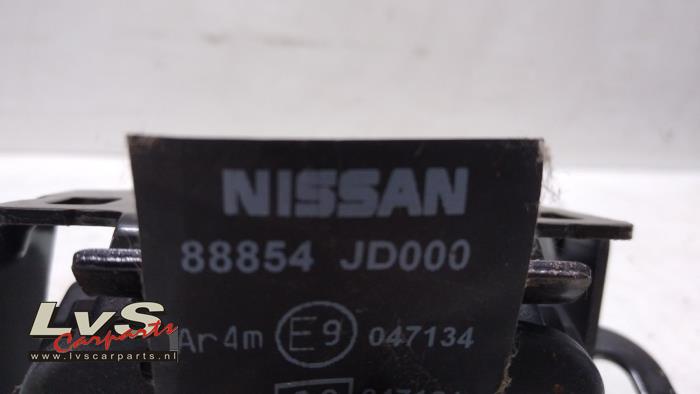 NISSAN
88854 JD000
Ar4m E9 047134
LvS
Carparts
www.lvscarparts.nl